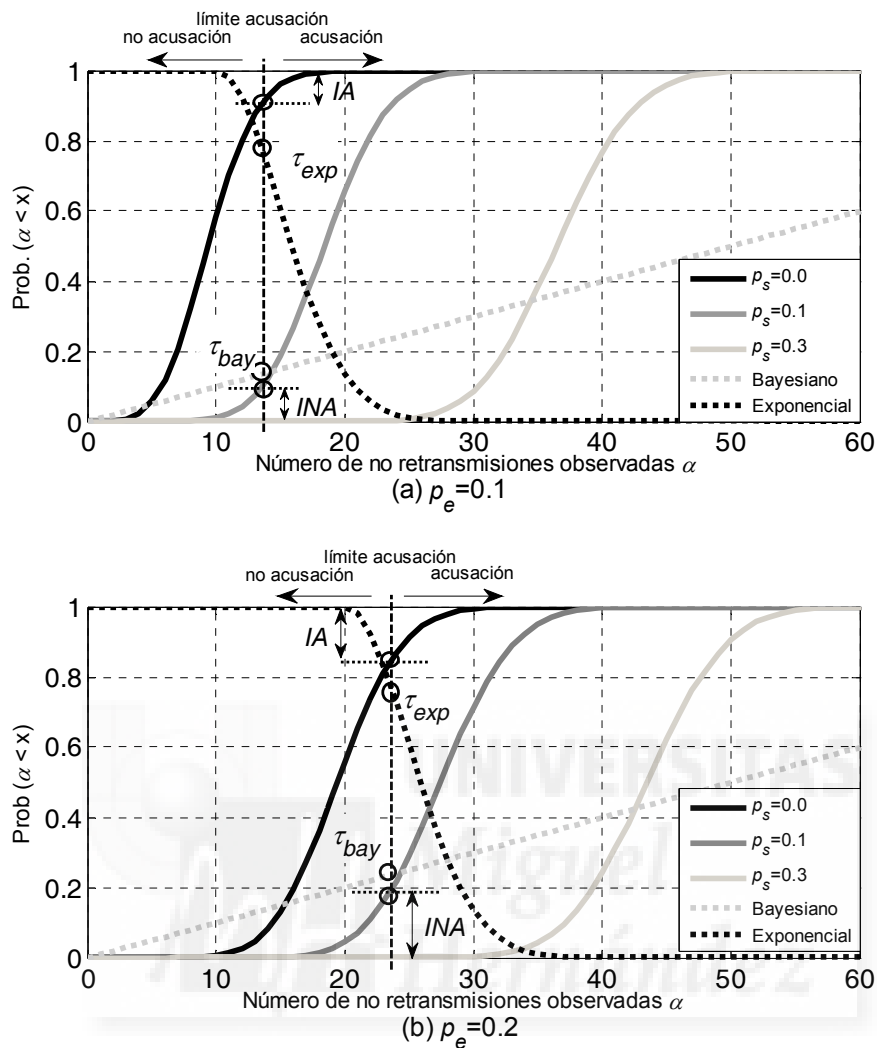 límite acusación
no acusación acusación
1
0.8
0.6
0.4
0.2
0
Prob. (α < x)
IA
τexp
τbay
INA
ps=0.0
ps=0.1
ps=0.3
Bayesiano
Exponencial
0 10 20 30 40 50 60
Número de no retransmisiones observadas α
(a) pe=0.1
límite acusación
no acusación acusación
1
0.8
0.6
0.4
0.2
0
Prob (α < x)
IA
τexp
τbay
INA
UNIVERSITAS
Miguel
Hernández
ps=0.0
ps=0.1
ps=0.3
Bayesiano
Exponencial
0 10 20 30 40 50 60
Número de no retransmisiones observadas α
(b) pe=0.2